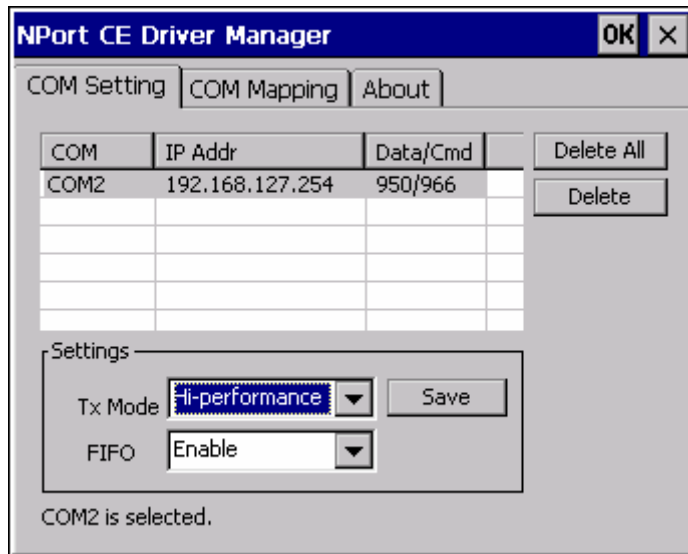 NPort CE Driver Manager OK ×
COM Setting COM Mapping About
COM IP Addr Data/Cmd Delete All
COM2 192.168.127.254 950/966 Delete
Settings
Tx Mode Hi-performance Save
FIFO Enable
COM2 is selected.